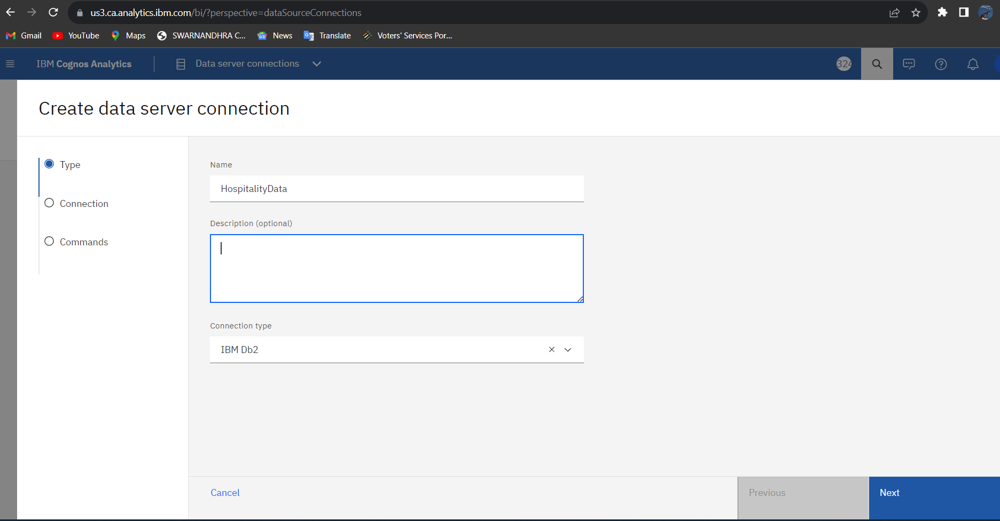 us3.ca.analytics.ibm.com/bi/?perspective=dataSourceConnections
Gmail YouTube Maps SWARNANDHRA C... News Translate Voters' Services Por...
IBM Cognos Analytics Data server connections 324
Create data server connection
Type
Connection
Commands
Name
HospitalityData
Description (optional)
Connection type
IBM Db2
Cancel Previous Next